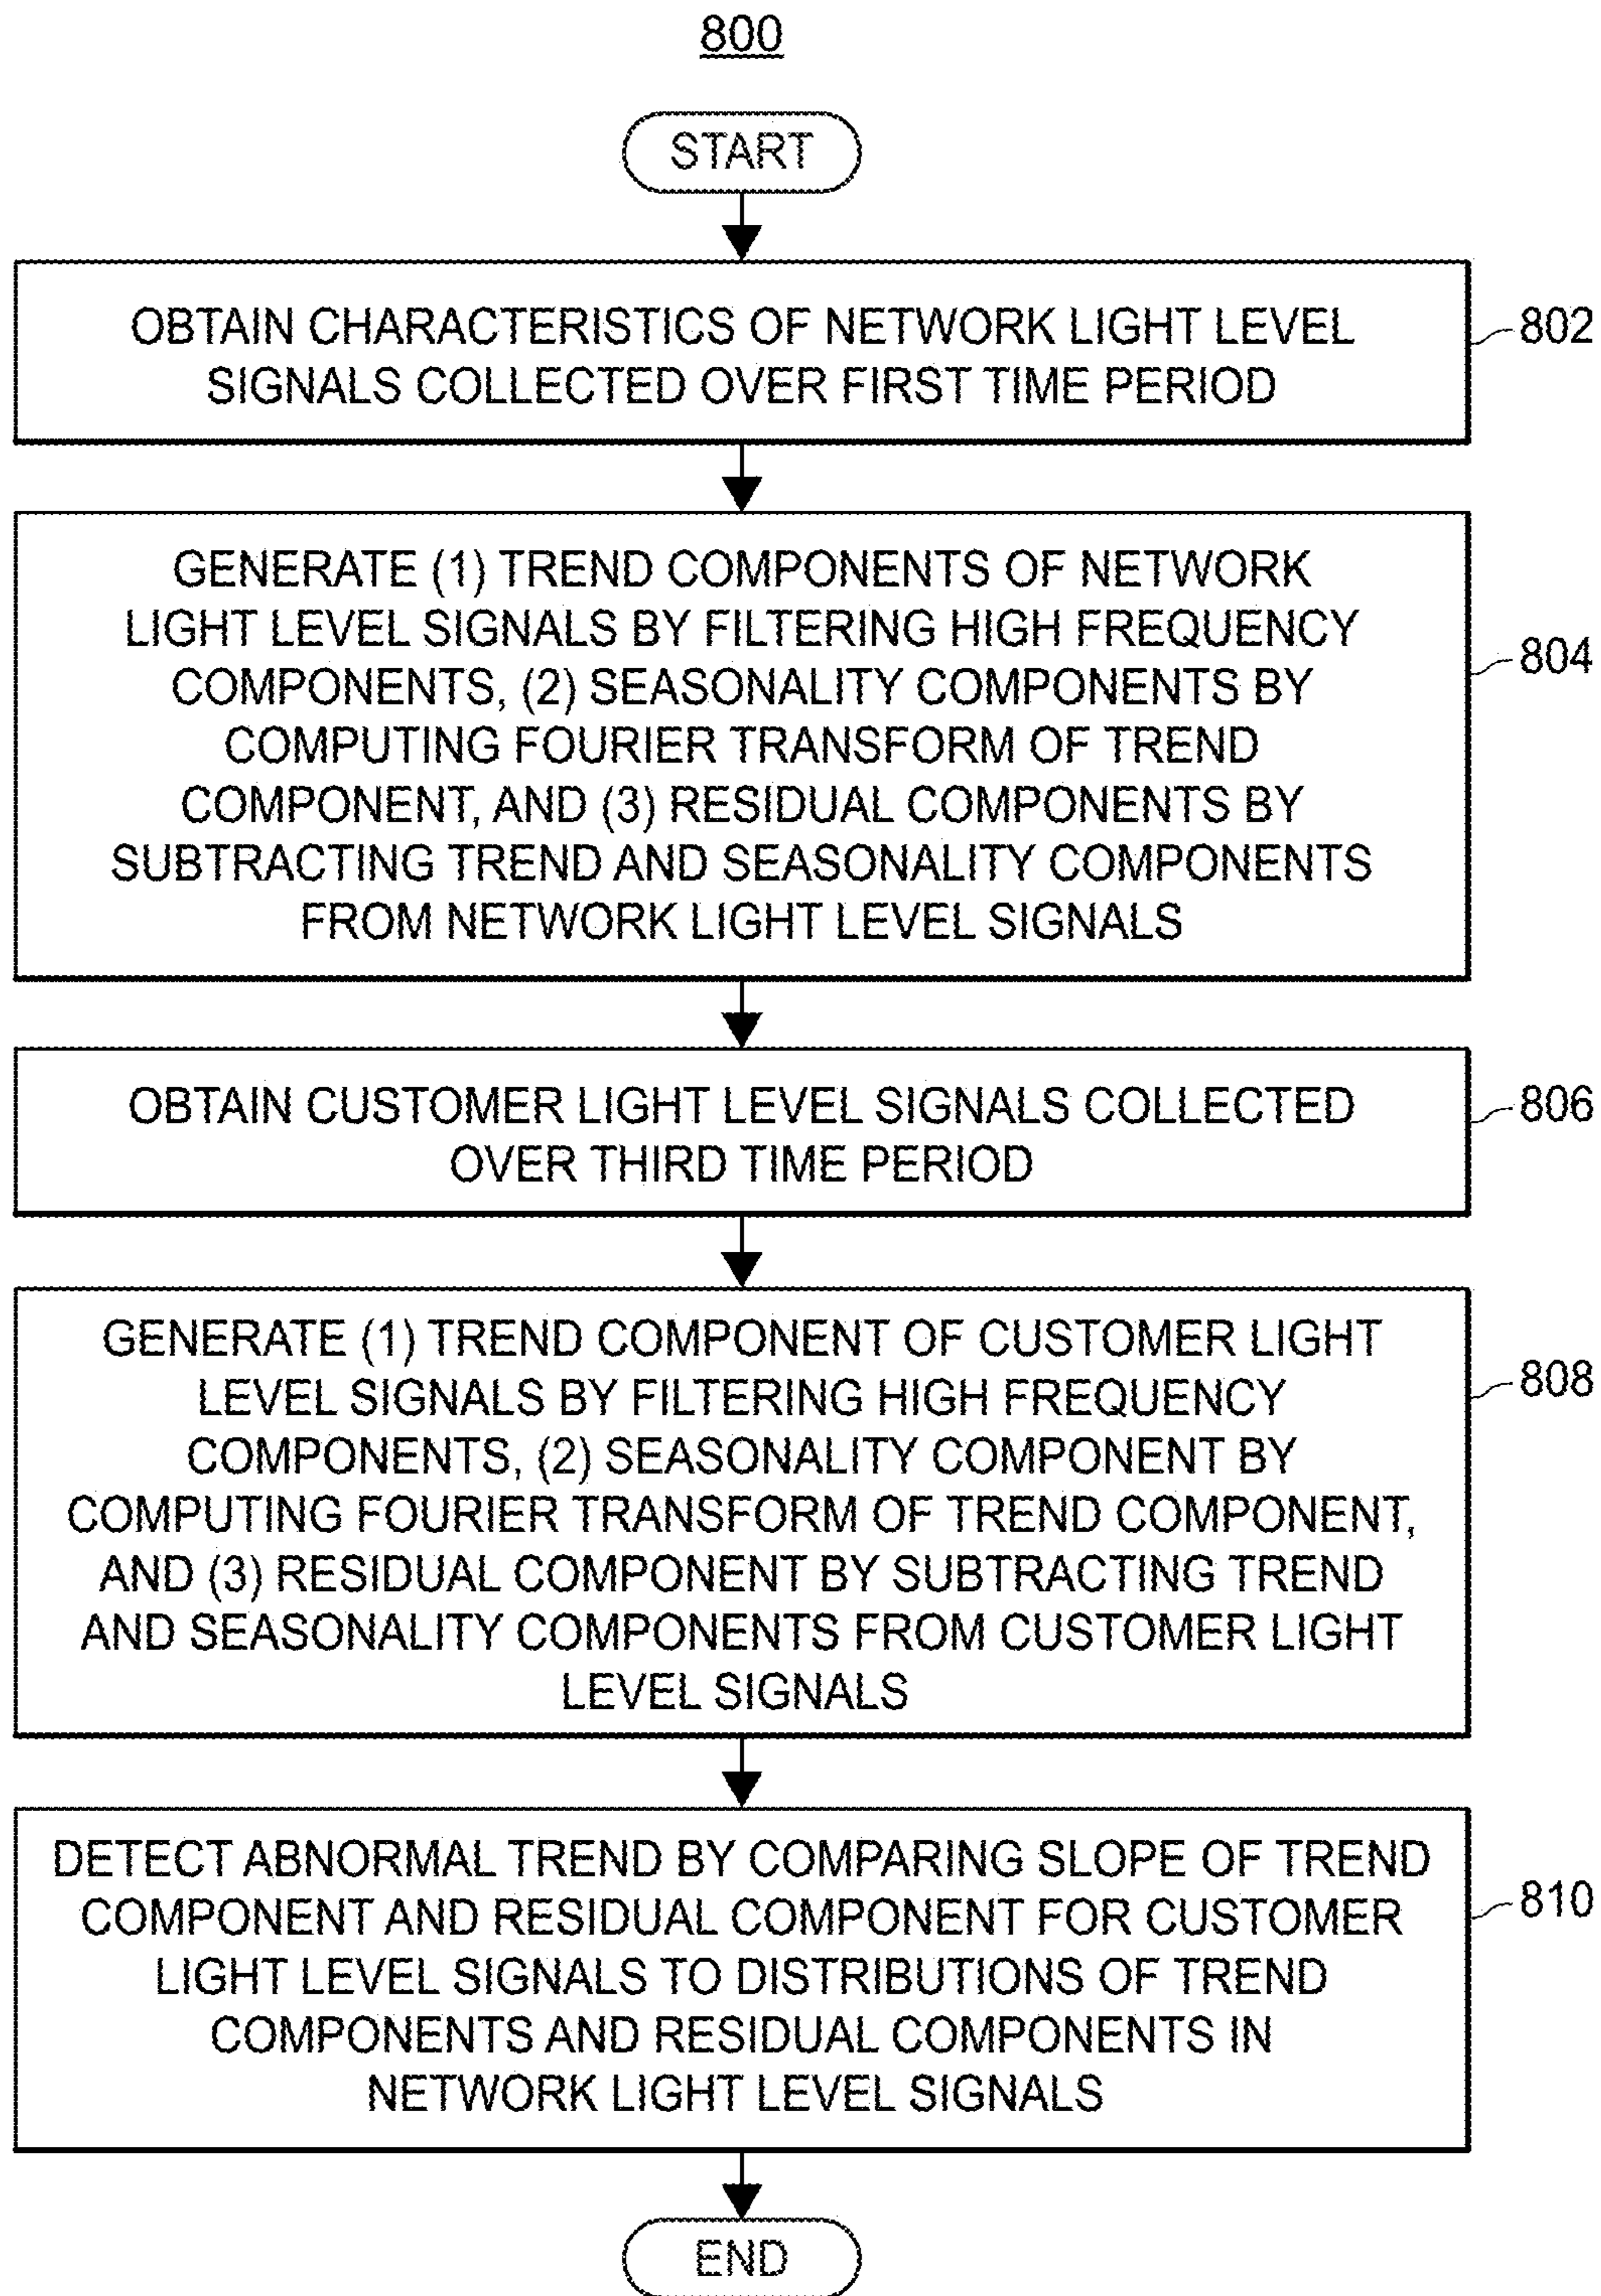 800
START
OBTAIN CHARACTERISTICS OF NETWORK LIGHT LEVEL
SIGNALS COLLECTED OVER FIRST TIME PERIOD
802
GENERATE (1) TREND COMPONENTS OF NETWORK
LIGHT LEVEL SIGNALS BY FILTERING HIGH FREQUENCY
COMPONENTS, (2) SEASONALITY COMPONENTS BY
COMPUTING FOURIER TRANSFORM OF TREND
COMPONENT, AND (3) RESIDUAL COMPONENTS BY
SUBTRACTING TREND AND SEASONALITY COMPONENTS
FROM NETWORK LIGHT LEVEL SIGNALS
804
OBTAIN CUSTOMER LIGHT LEVEL SIGNALS COLLECTED
OVER THIRD TIME PERIOD
806
GENERATE (1) TREND COMPONENT OF CUSTOMER LIGHT
LEVEL SIGNALS BY FILTERING HIGH FREQUENCY
COMPONENTS, (2) SEASONALITY COMPONENT BY
COMPUTING FOURIER TRANSFORM OF TREND COMPONENT,
AND (3) RESIDUAL COMPONENT BY SUBTRACTING TREND
AND SEASONALITY COMPONENTS FROM CUSTOMER LIGHT
LEVEL SIGNALS
808
DETECT ABNORMAL TREND BY COMPARING SLOPE OF TREND
COMPONENT AND RESIDUAL COMPONENT FOR CUSTOMER
LIGHT LEVEL SIGNALS TO DISTRIBUTIONS OF TREND
COMPONENTS AND RESIDUAL COMPONENTS IN
NETWORK LIGHT LEVEL SIGNALS
810
END